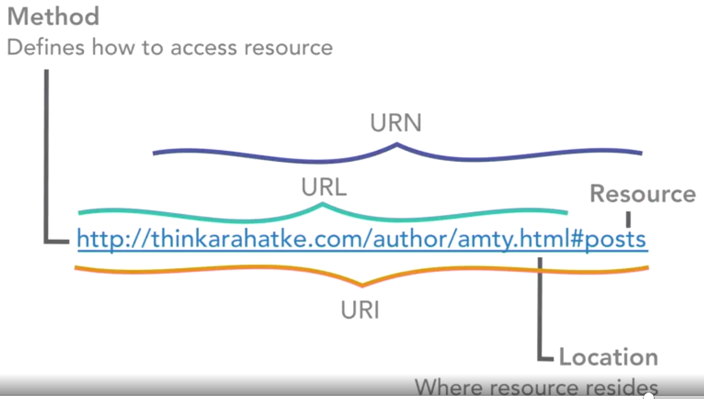 Method
Defines how to access resource
URN
URL
Resource
http://thinkarahatke.com/author/amty.html#posts
URI
Location
Where resource resides